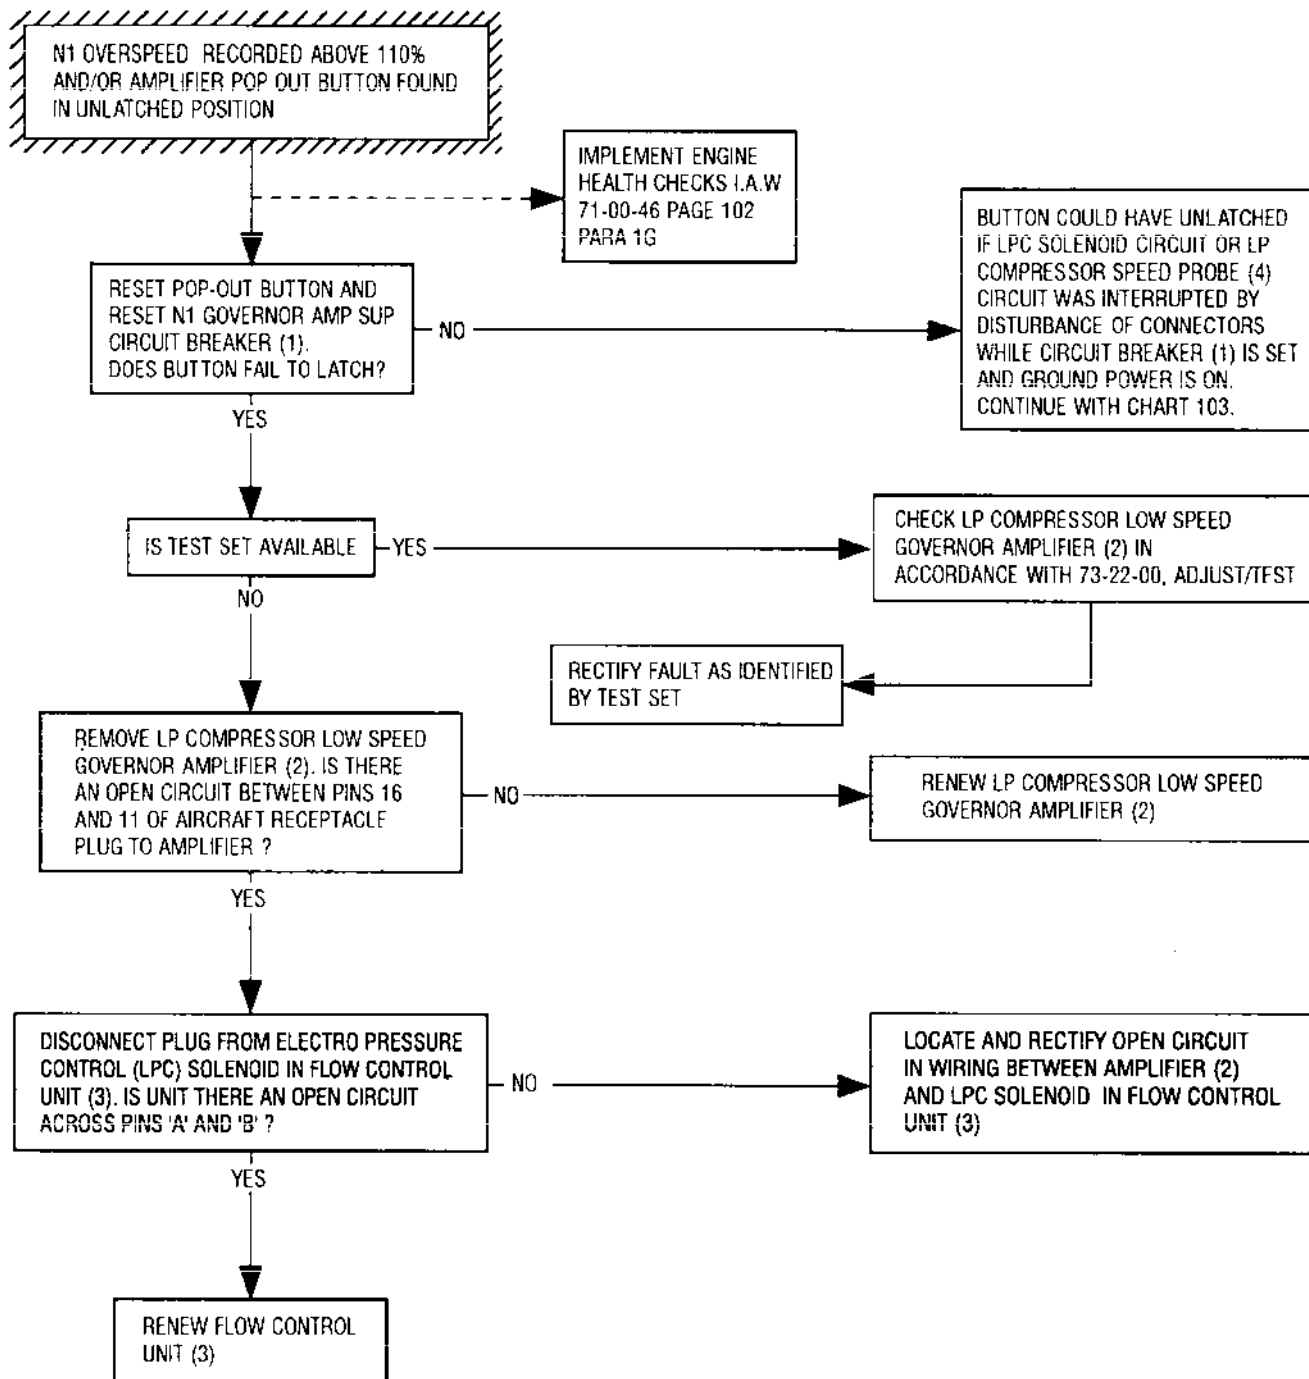 N1 OVERSPEED RECORDED ABOVE 110%
AND/OR AMPLIFIER POP OUT BUTTON FOUND
IN UNLATCHED POSITION
IMPLEMENT ENGINE
HEALTH CHECKS I.A.W
71-00-46 PAGE 102
PARA 1G
RESET POP-OUT BUTTON AND
RESET N1 GOVERNOR AMP SUP
CIRCUIT BREAKER (1).
DOES BUTTON FAIL TO LATCH?
NO
BUTTON COULD HAVE UNLATCHED
IF LPC SOLENOID CIRCUIT OR LP
COMPRESSOR SPEED PROBE (4)
CIRCUIT WAS INTERRUPTED BY
DISTURBANCE OF CONNECTORS
WHILE CIRCUIT BREAKER (1) IS SET
AND GROUND POWER IS ON.
CONTINUE WITH CHART 103.
YES
IS TEST SET AVAILABLE
YES
CHECK LP COMPRESSOR LOW SPEED
GOVERNOR AMPLIFIER (2) IN
ACCORDANCE WITH 73-22-00, ADJUST/TEST
NO
RECTIFY FAULT AS IDENTIFIED
BY TEST SET
REMOVE LP COMPRESSOR LOW SPEED
GOVERNOR AMPLIFIER (2). IS THERE
AN OPEN CIRCUIT BETWEEN PINS 16
AND 11 OF AIRCRAFT RECEPTACLE
PLUG TO AMPLIFIER ?
NO
RENEW LP COMPRESSOR LOW SPEED
GOVERNOR AMPLIFIER (2)
YES
DISCONNECT PLUG FROM ELECTRO PRESSURE
CONTROL (LPC) SOLENOID IN FLOW CONTROL
UNIT (3). IS UNIT THERE AN OPEN CIRCUIT
ACROSS PINS 'A' AND 'B' ?
NO
LOCATE AND RECTIFY OPEN CIRCUIT
IN WIRING BETWEEN AMPLIFIER (2)
AND LPC SOLENOID IN FLOW CONTROL
UNIT (3)
YES
RENEW FLOW CONTROL
UNIT (3)